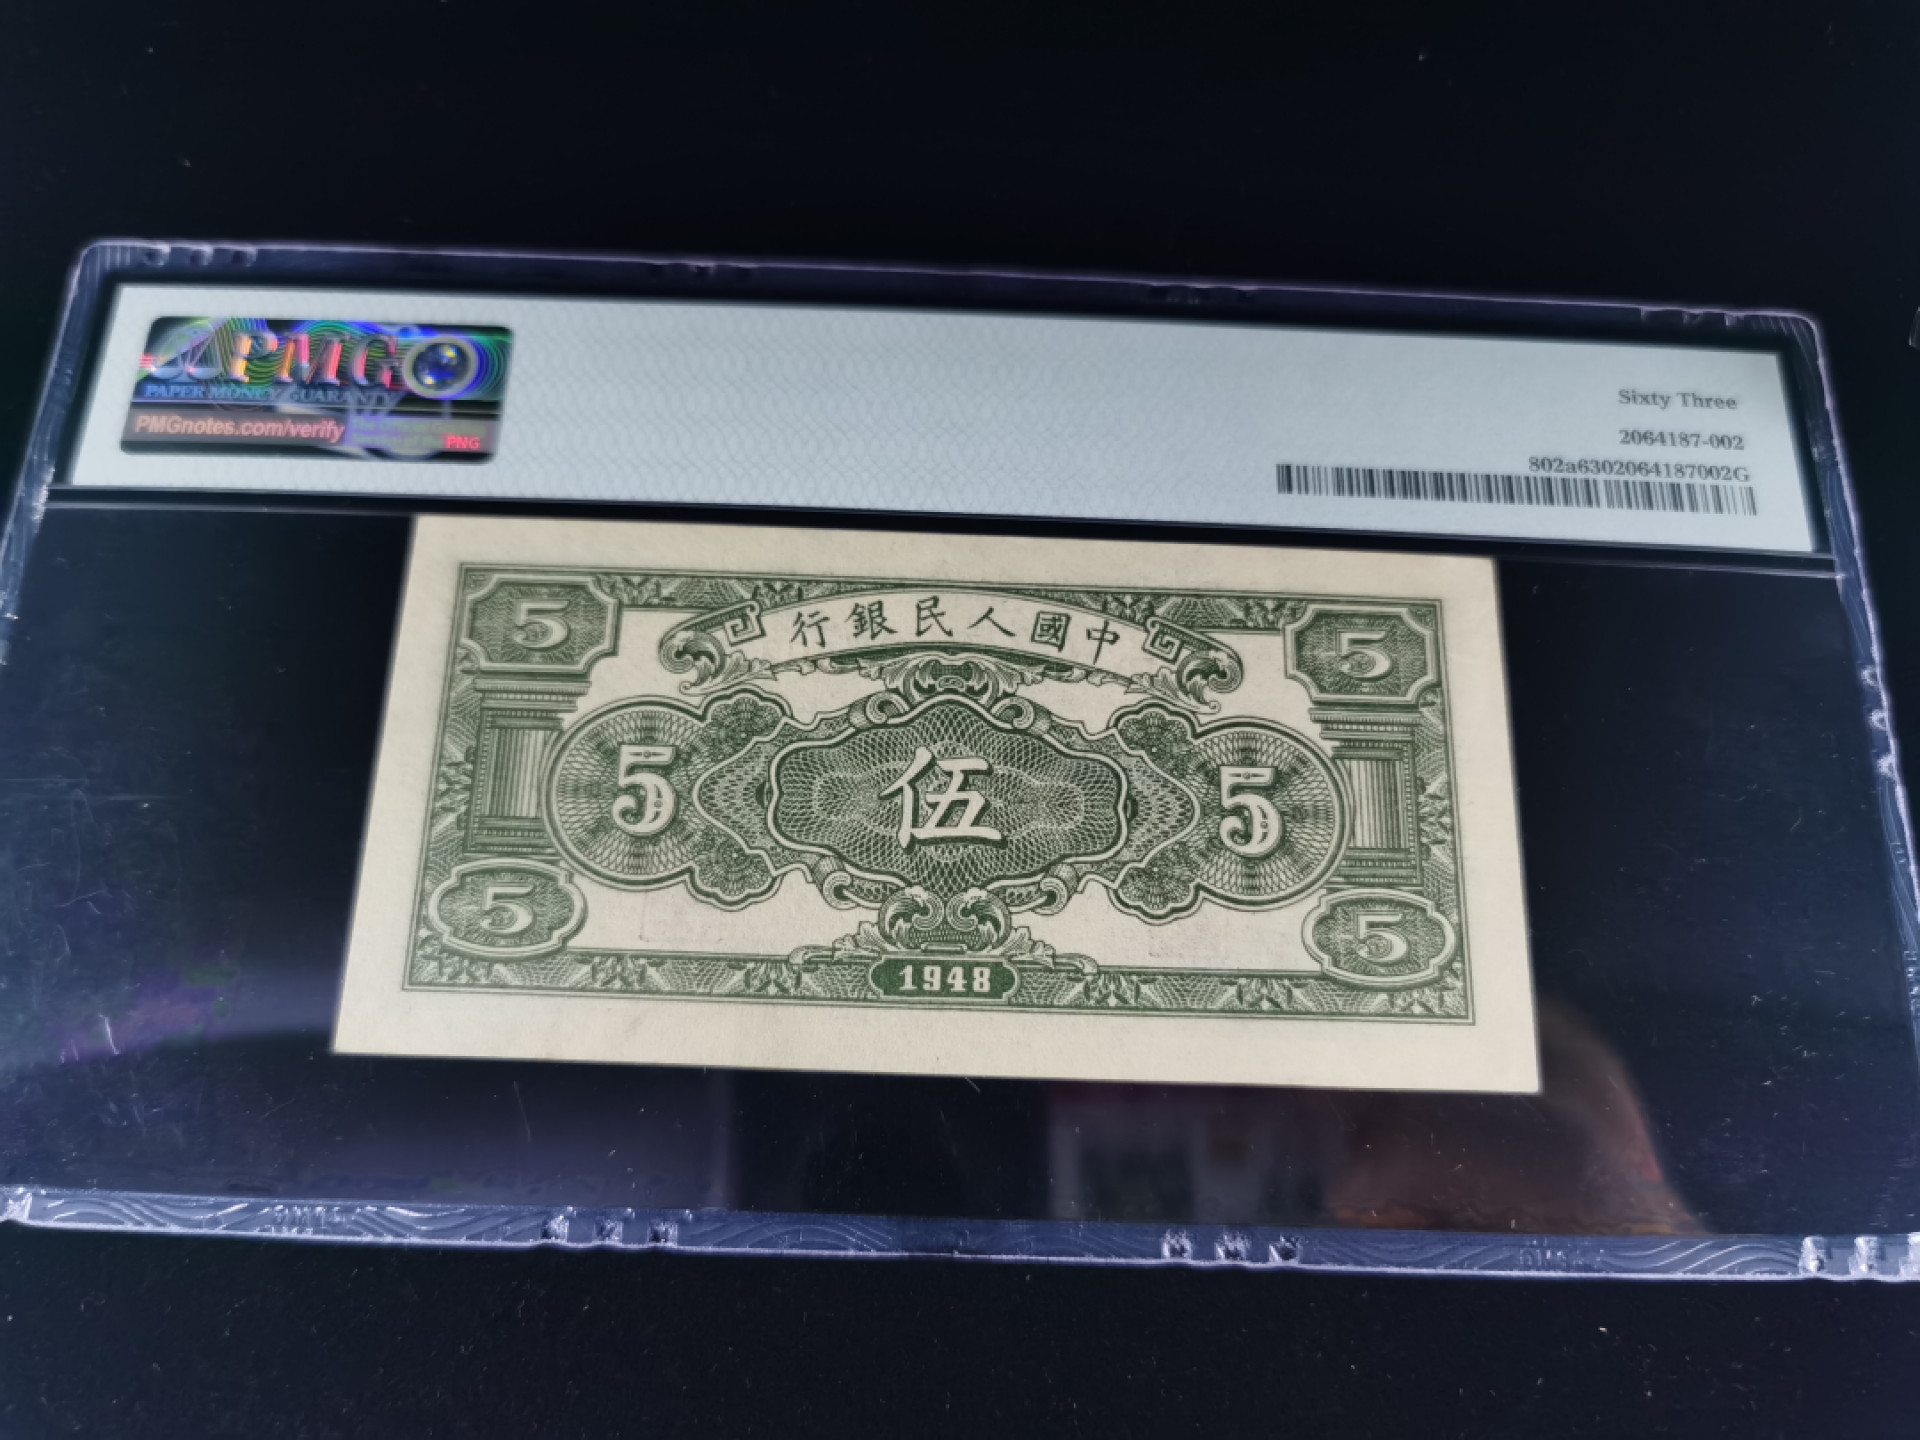 PMG
PAPER MONEY GUARANTY
PMGnotes.com/verify
PNG
Sixty Three
2064187-002
802a6302064187002G
行銀民人國中
5
5
5
伍
5
5
5
1948